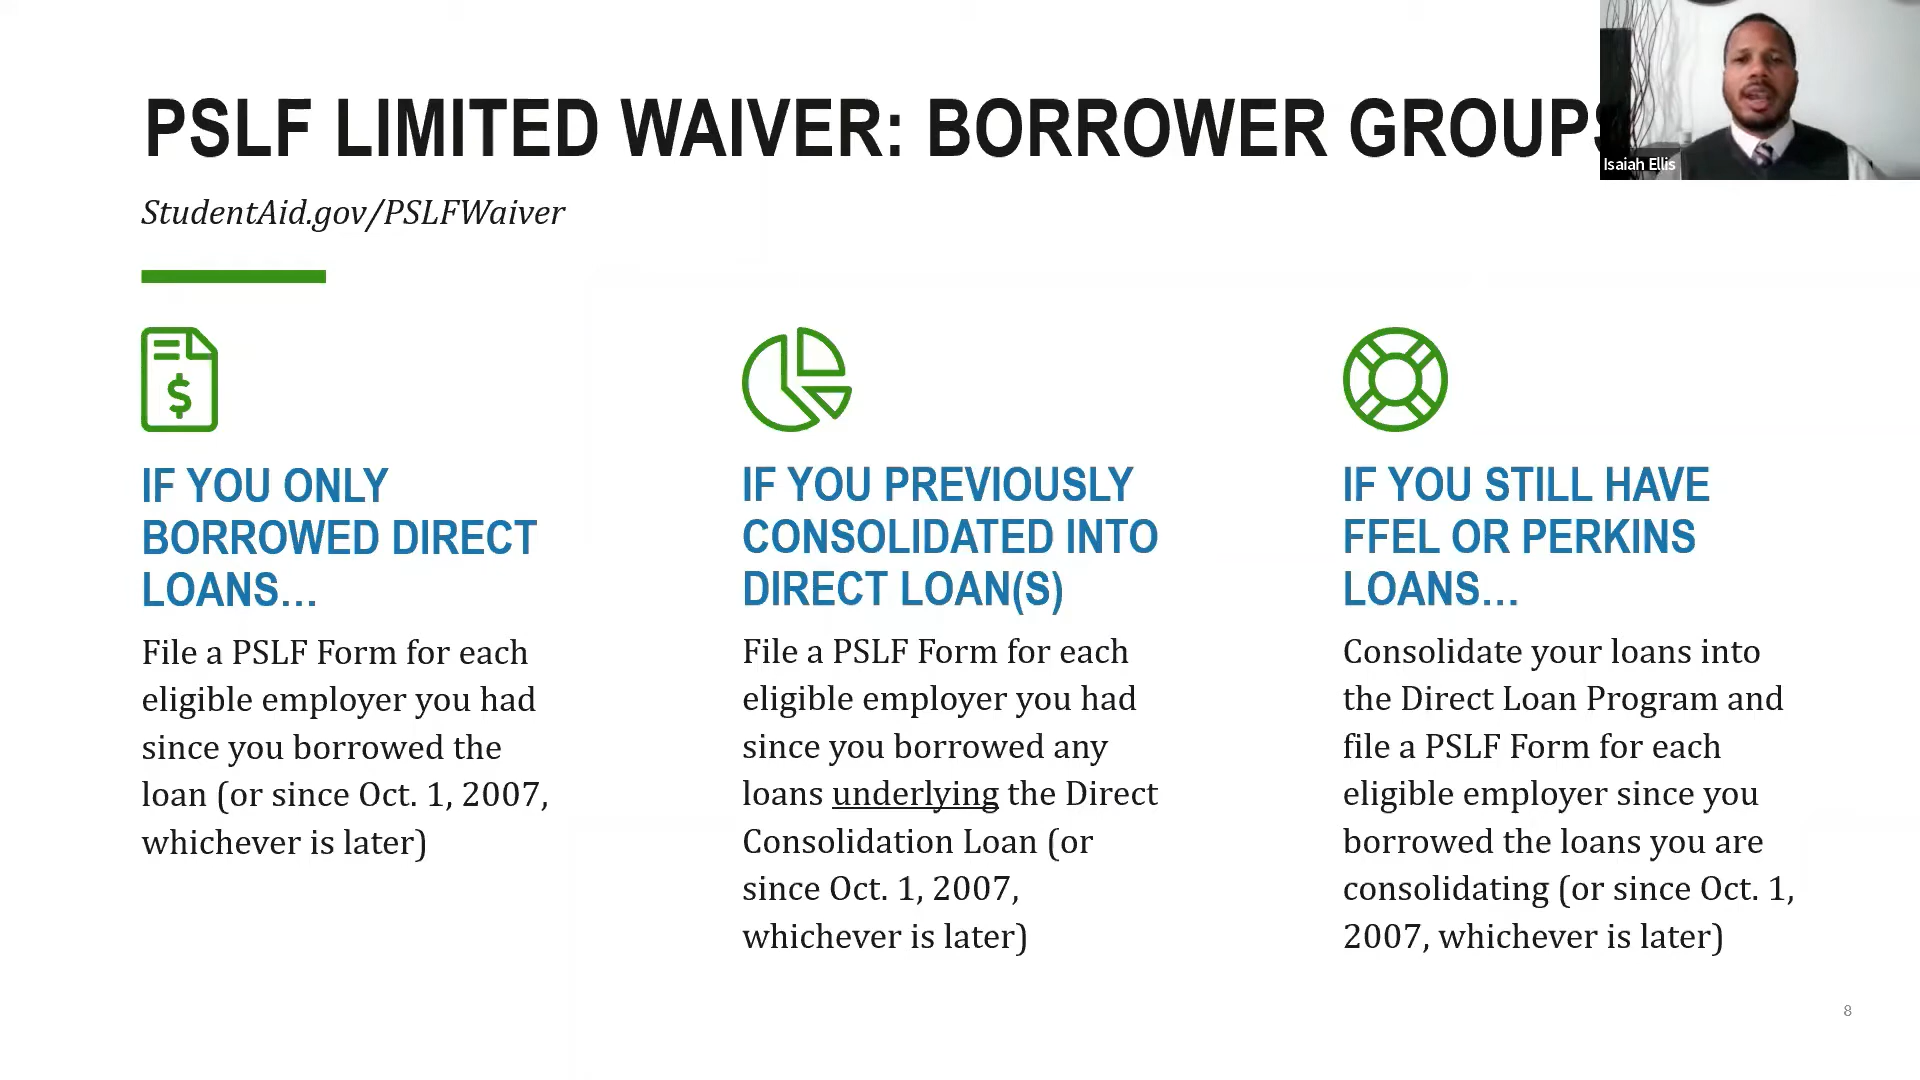 PSLF LIMITED WAIVER: BORROWER GROUPS
Isaiah Ellis
StudentAid.gov/PSLFWaiver
$
IF YOU ONLY
BORROWED DIRECT
LOANS…
File a PSLF Form for each
eligible employer you had
since you borrowed the
loan (or since Oct. 1, 2007,
whichever is later)
IF YOU PREVIOUSLY
CONSOLIDATED INTO
DIRECT LOAN(S)
File a PSLF Form for each
eligible employer you had
since you borrowed any
loans underlying the Direct
Consolidation Loan (or
since Oct. 1, 2007,
whichever is later)
IF YOU STILL HAVE
FFEL OR PERKINS
LOANS…
Consolidate your loans into
the Direct Loan Program and
file a PSLF Form for each
eligible employer since you
borrowed the loans you are
consolidating (or since Oct. 1,
2007, whichever is later)
8